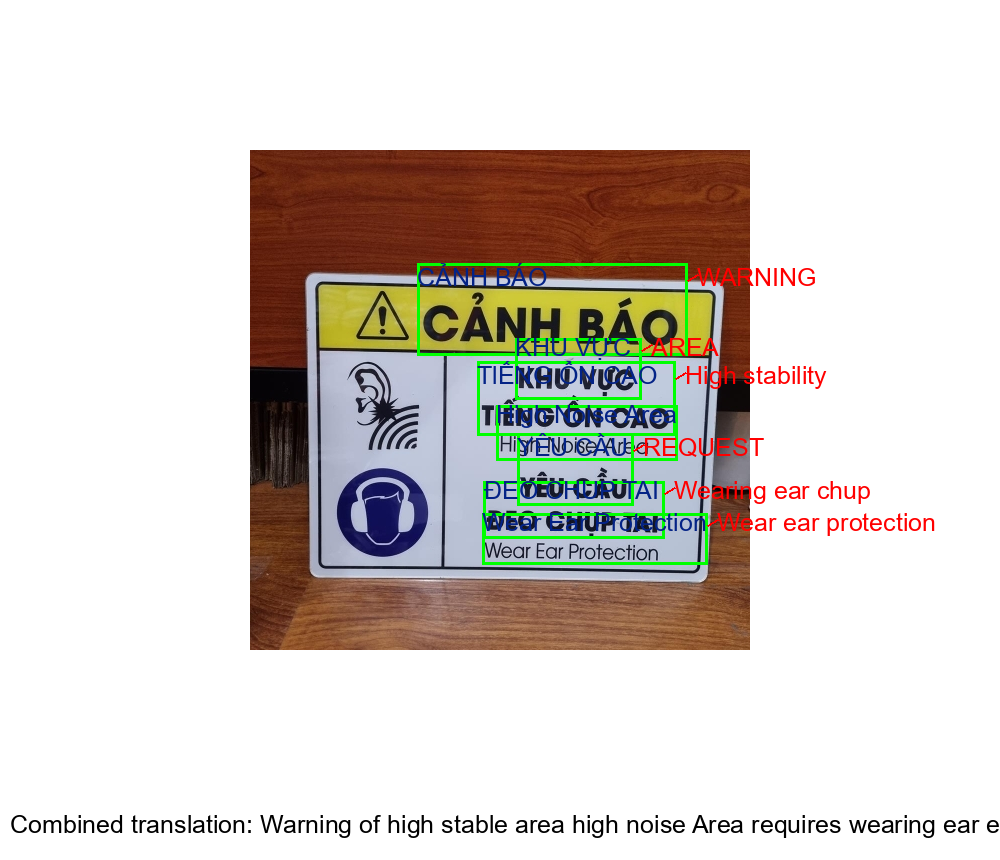 CẢNH BÁO WARNING
CẢNH BÁO
KHU VỰC AREA
TIẾNG ỒN CAO High stability
KHU VỰC
High Noise Area
TIẾNG ỒN CAO
High Noise Area
YÊU CẦU REQUEST
YÊU CẦU
ĐEO CHỤP TAI Wearing ear chup
ĐEO CHỤP TAI
Wear Ear Protection Wear ear protection
Wear Ear Protection
Combined translation: Warning of high stable area high noise Area requires wearing ear e